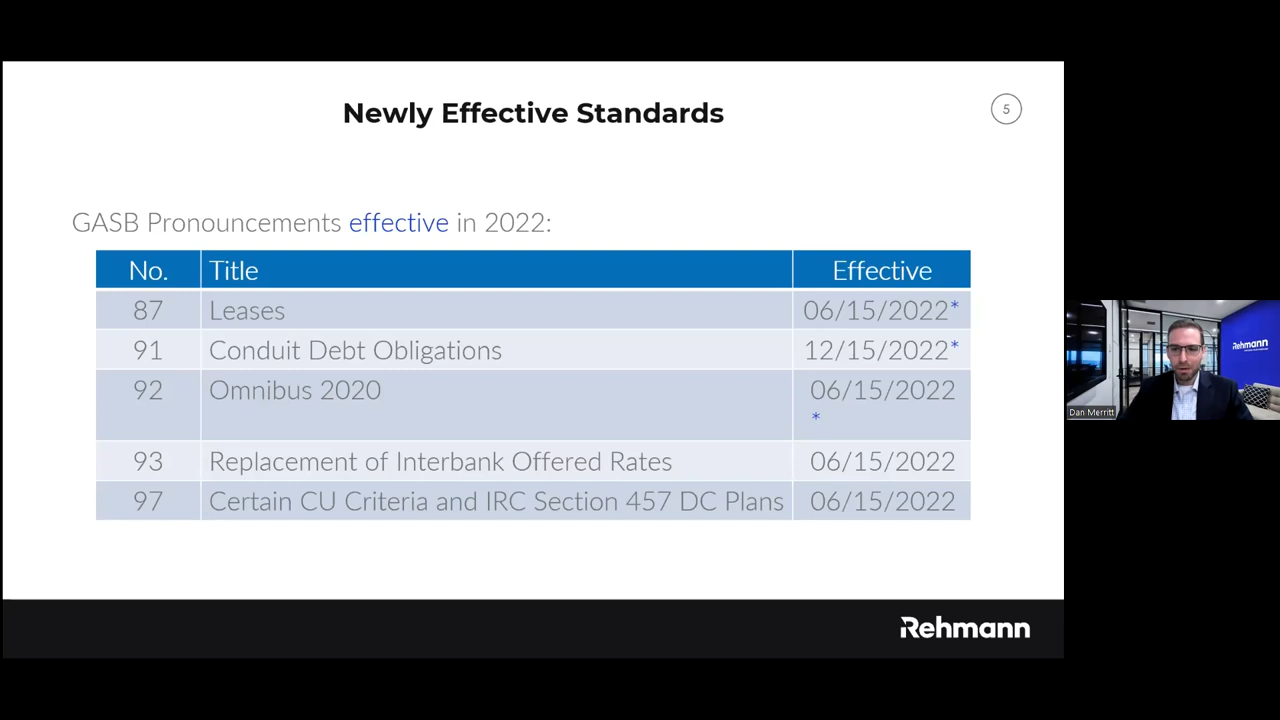 Newly Effective Standards
5
GASB Pronouncements effective in 2022:
No. Title Effective
87 Leases 06/15/2022*
91 Conduit Debt Obligations 12/15/2022*
92 Omnibus 2020 06/15/2022
*
93 Replacement of Interbank Offered Rates 06/15/2022
97 Certain CU Criteria and IRC Section 457 DC Plans 06/15/2022
Rehmann
Rehmann
Dan Merritt